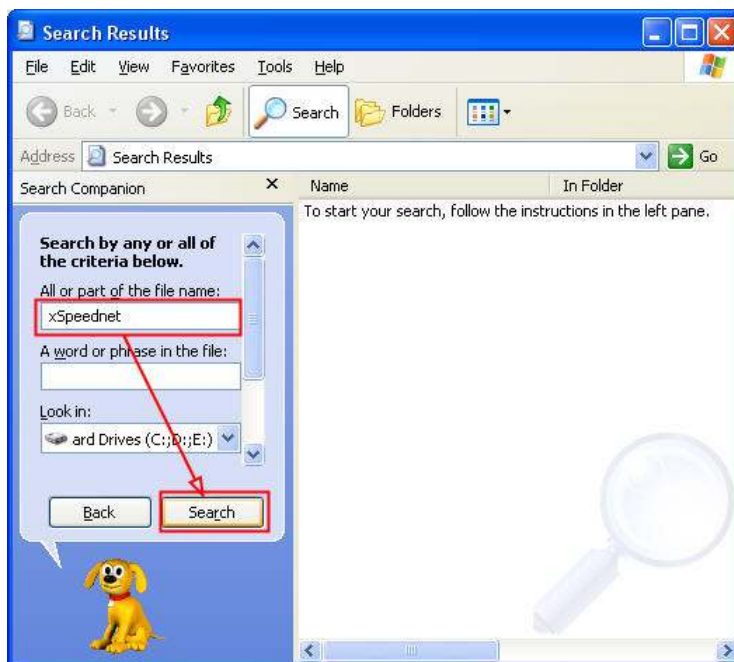 Search Results
File Edit View Favorites Tools Help
Back Search Folders
Address Search Results Go
Search Companion
Name In Folder
To start your search, follow the instructions in the left pane.
Search by any or all of
the criteria below.
All or part of the file name:
xSpeednet
A word or phrase in the file:
Look in:
ard Drives (C:;D:;E:)
Back Search